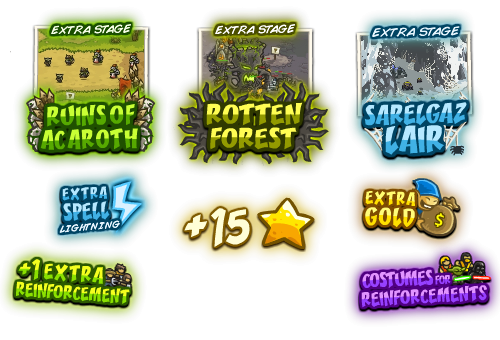 EXTRA STAGE
RUINS OF
ACAROTH
EXTRA STAGE
ROTTEN
FOREST
EXTRA STAGE
SARELGAZ
LAIR
EXTRA
SPELL
LIGHTNING
+15
EXTRA
GOLD
$
+1 EXTRA
REINFORCEMENT
COSTUMES FOR
REINFORCEMENTS